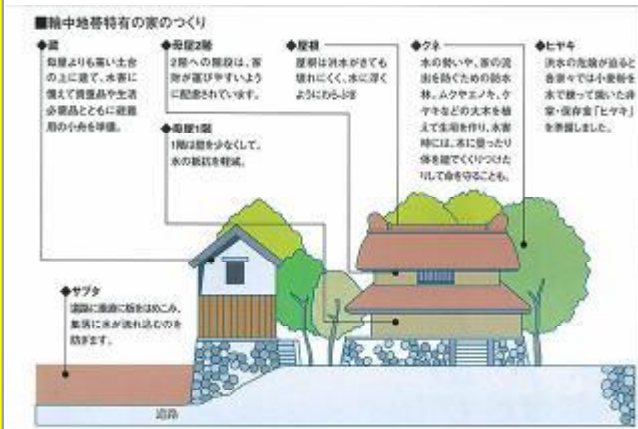 ■輪中地帯特有の家のつくり
◆蔵
母屋よりも高い土台
の上に建て、水害に
備えて貴重品や生活
必需品とともに避難
用の小舟を準備。
◆母屋2階
2階への階段は、家
財が運びやすいよう
に配慮されています。
◆母屋1階
1階は壁を少なくして、
水の抵抗を軽減。
◆屋根
屋根は洪水がきても
壊れにくく、水に浮く
ようにわらぶき
◆クネ
水の勢いや、家の流
出を防ぐための防水
林。ムクやエノキ、ケ
ヤキなどの大木を植
えて生垣を作り、水害
時には、木に登ったり
体を縄でくくりつけた
りして命を守ることも。
◆ヒヤキ
洪水の危険が迫ると
各家々では小麦粉を
水で練って焼いた非
常・保存食「ヒヤキ」
を準備しました。
◆サブタ
道路に板をはめこみ、
集落に水が流れ込むのを
防ぎます。
道路